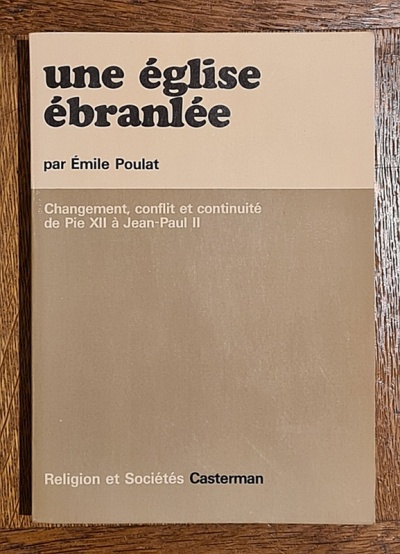 une église
ébranlée
par Émile Poulat
Changement, conflit et continuité
de Pie XII à Jean-Paul II
Religion et Sociétés Casterman